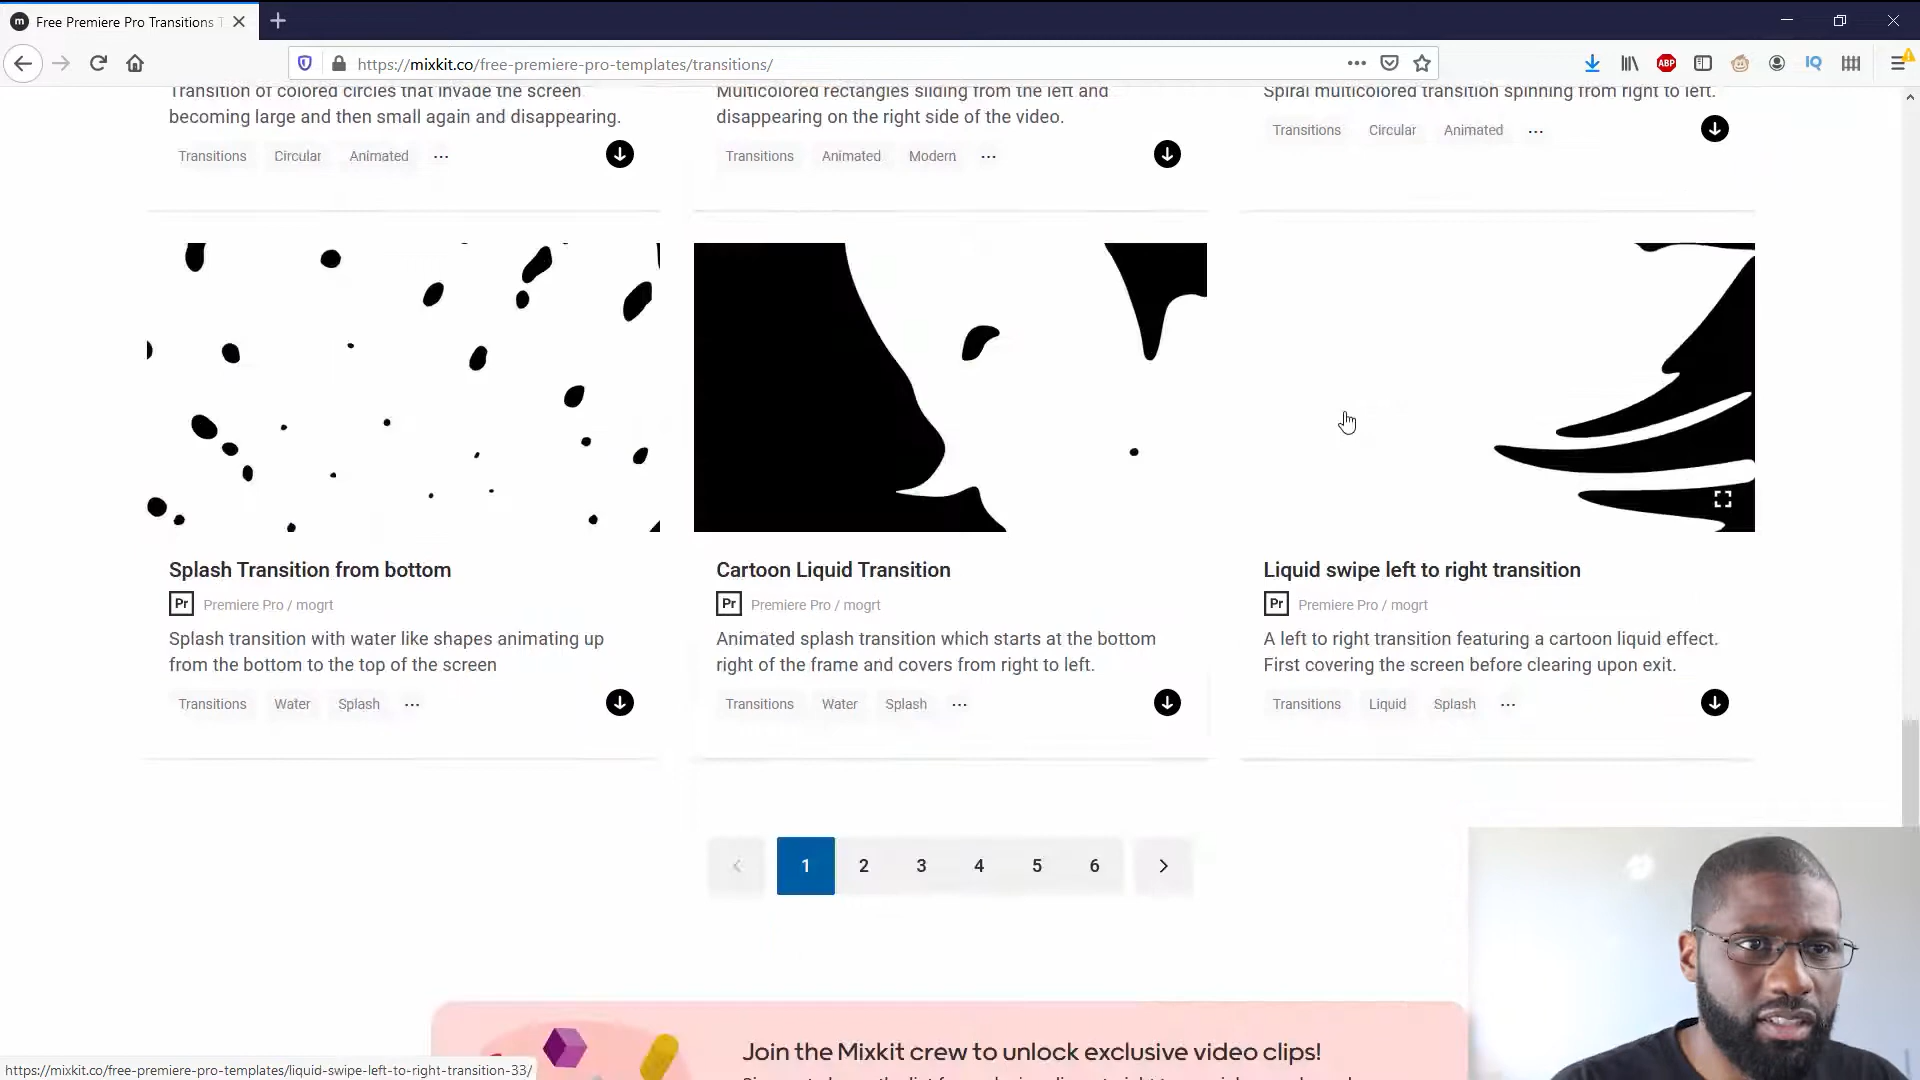 Free Premiere Pro Transitions T
https://mixkit.co/free-premiere-pro-templates/transitions/
ABP
IQ
Transition of colored circles that invade the screen
becoming large and then small again and disappearing.
Transitions Circular Animated ...
Multicolored rectangles sliding from the left and
disappearing on the right side of the video.
Transitions Animated Modern ...
Spiral multicolored transition spinning from right to left.
Transitions Circular Animated ...
Splash Transition from bottom
Pr Premiere Pro / mogrt
Splash transition with water like shapes animating up
from the bottom to the top of the screen
Transitions Water Splash ...
Cartoon Liquid Transition
Pr Premiere Pro / mogrt
Animated splash transition which starts at the bottom
right of the frame and covers from right to left.
Transitions Water Splash ...
Liquid swipe left to right transition
Pr Premiere Pro / mogrt
A left to right transition featuring a cartoon liquid effect.
First covering the screen before clearing upon exit.
Transitions Liquid Splash ...
1 2 3 4 5 6
Join the Mixkit crew to unlock exclusive video clips!
https://mixkit.co/free-premiere-pro-templates/liquid-swipe-left-to-right-transition-33/